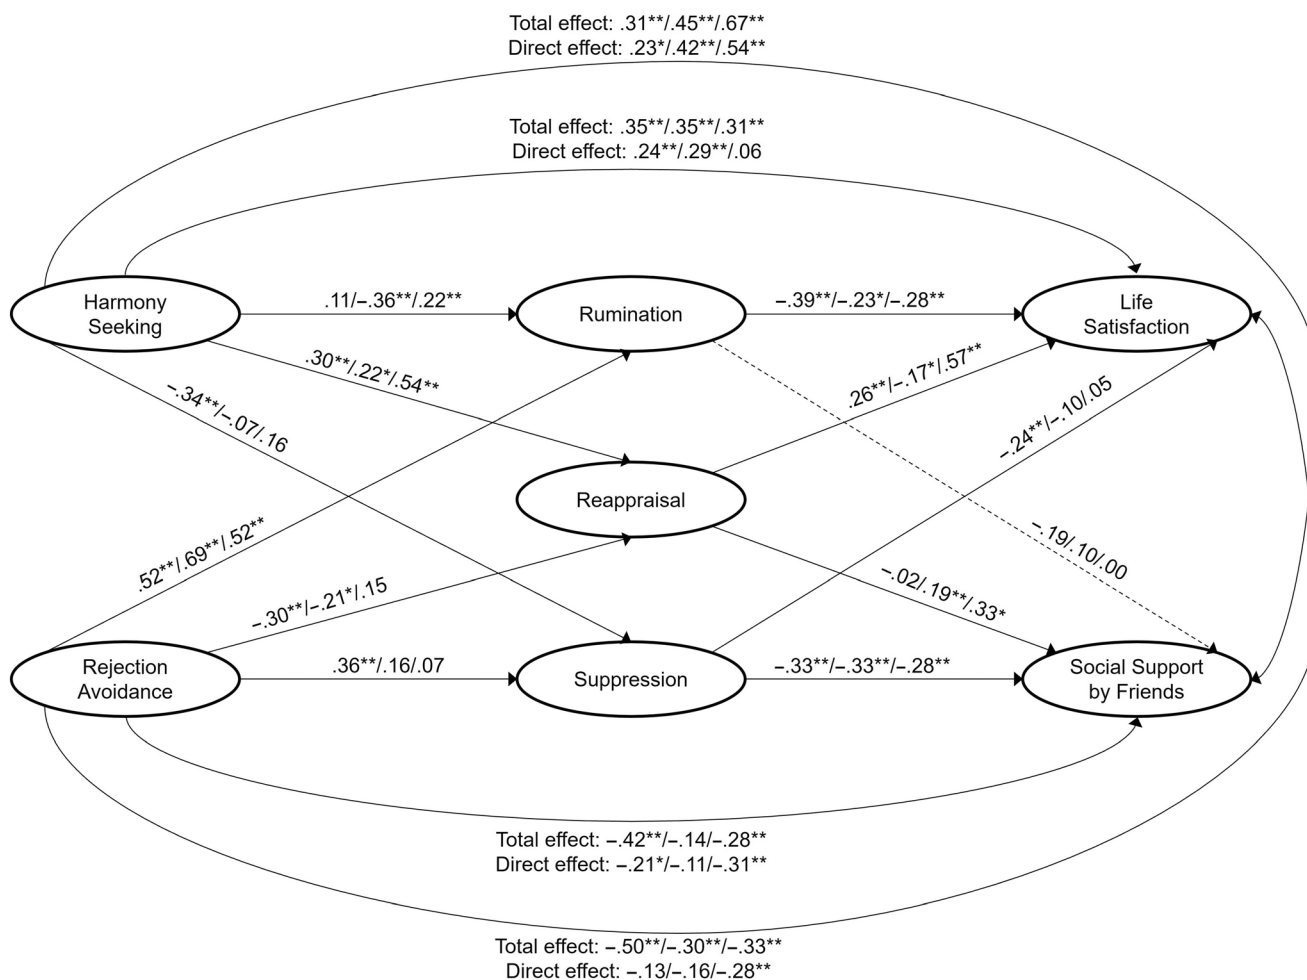 Total effect: .31**/.45**/.67**
Direct effect: .23*/.42**/.54**
Total effect: .35**/.35**/.31**
Direct effect: .24**/.29**/.06
Harmony
Seeking
.11/–.36**/.22**
Rumination
–.39**/–.23*/–.28**
Life
Satisfaction
.30**/.22*/.54**
.26**/–.17*/.57**
–.34**/–.07/.16
–.24**/–.10/.05
Reappraisal
.52**/.69**/.52**
–.19/.10/.00
–.30**/–.21*/.15
–.02/.19**/.33*
Rejection
Avoidance
.36**/.16/.07
Suppression
–.33**/–.33**/–.28**
Social Support
by Friends
Total effect: –.42**/–.14/–.28**
Direct effect: –.21*/–.11/–.31**
Total effect: –.50**/–.30**/–.33**
Direct effect: –.13/–.16/–.28**